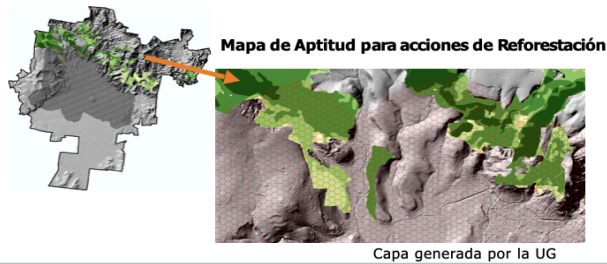 Mapa de Aptitud para acciones de Reforestación
Capa generada por la UG